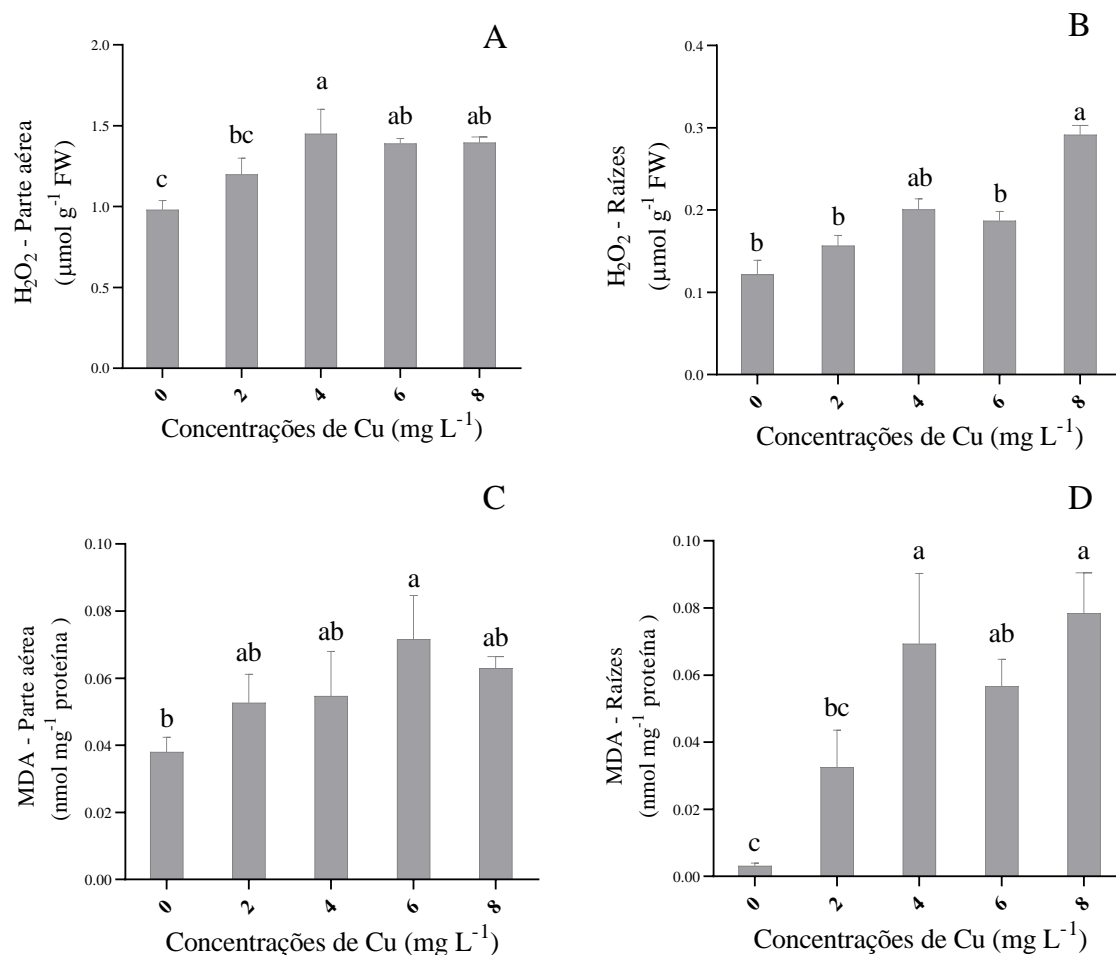 A
H₂O₂ - Parte aérea
(µmol g⁻¹ FW)
2.0
1.5
1.0
0.5
0.0
c
bc
a
ab
ab
0
2
4
6
8
Concentrações de Cu (mg L⁻¹)
B
H₂O₂ - Raízes
(µmol g⁻¹ FW)
0.4
0.3
0.2
0.1
0.0
b
b
ab
b
a
0
2
4
6
8
Concentrações de Cu (mg L⁻¹)
C
MDA - Parte aérea
(nmol mg⁻¹ proteína )
0.10
0.08
0.06
0.04
0.02
0.00
b
ab
ab
a
ab
0
2
4
6
8
Concentrações de Cu (mg L⁻¹)
D
MDA - Raízes
(nmol mg⁻¹ proteína )
0.10
0.08
0.06
0.04
0.02
0.00
c
bc
a
ab
a
0
2
4
6
8
Concentrações de Cu (mg L⁻¹)